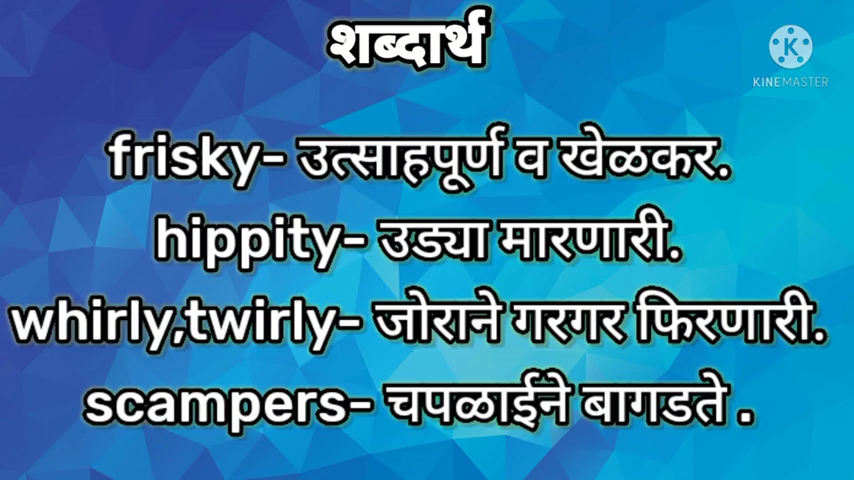 शब्दार्थ
K
KINEMASTER
frisky- उत्साहपूर्ण व खेळकर.
hippity- उड्या मारणारी.
whirly,twirly- जोराने गरगर फिरणारी.
scampers- चपळाईने बागडते .